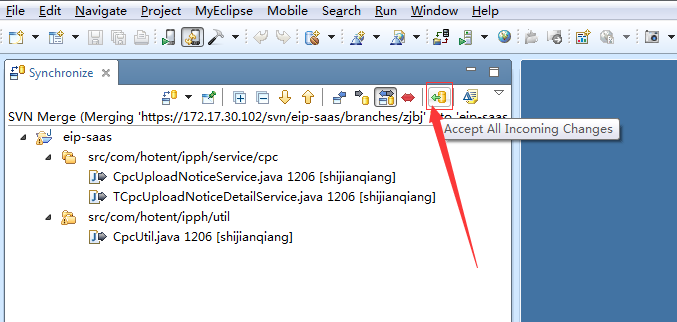 File Edit Navigate Search Project MyEclipse Mobile Search Run Window Help
Synchronize
SVN Merge (Merging 'https://172.17.30.102/svn/eip-saas/branches/zjbj' to 'eip-saas
Accept All Incoming Changes
eip-saas
src/com/hotent/ipph/service/cpc
CpcUploadNoticeService.java 1206 [shijianqiang]
TCpcUploadNoticeDetailService.java 1206 [shijianqiang]
src/com/hotent/ipph/util
CpcUtil.java 1206 [shijianqiang]